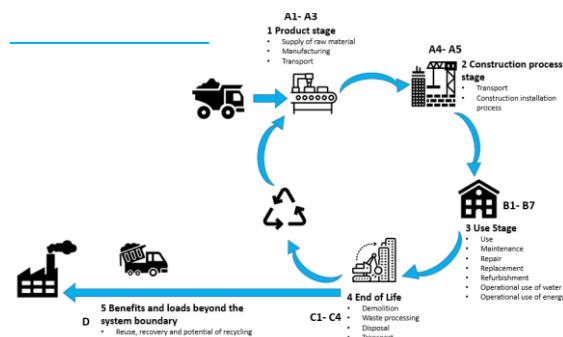 A1- A3
1 Product stage
• Supply of raw material
• Manufacturing
• Transport
A4- A5
2 Construction process
stage
• Transport
• Construction installation
process
B1- B7
3 Use Stage
• Use
• Maintenance
• Repair
• Replacement
• Refurbishment
• Operational use of water
• Operational use of energy
4 End of Life
C1- C4
• Demolition
• Waste processing
• Disposal
• Transport
5 Benefits and loads beyond the
D
system boundary
• Reuse, recovery and potential of recycling